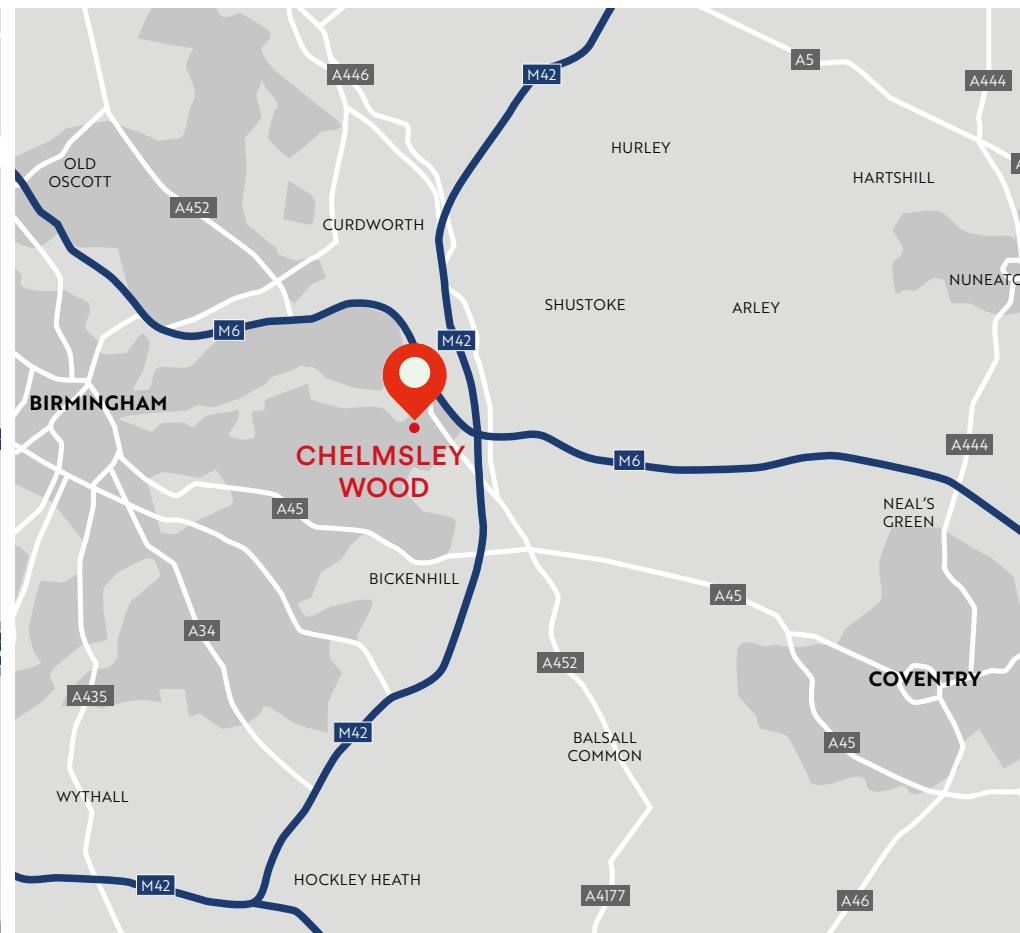 A446
M42
A5
A444
HURLEY
OLD
OSCOTT
HARTSHILL
A452
CURDWORTH
NUNEATO
SHUSTOKE
ARLEY
M6
M42
BIRMINGHAM
CHELMSLEY
WOOD
A444
M6
A45
NEAL'S
GREEN
BICKENHILL
A45
A34
A452
COVENTRY
A435
M42
BALSALL
COMMON
A45
WYTHALL
HOCKLEY HEATH
M42
A4177
A46